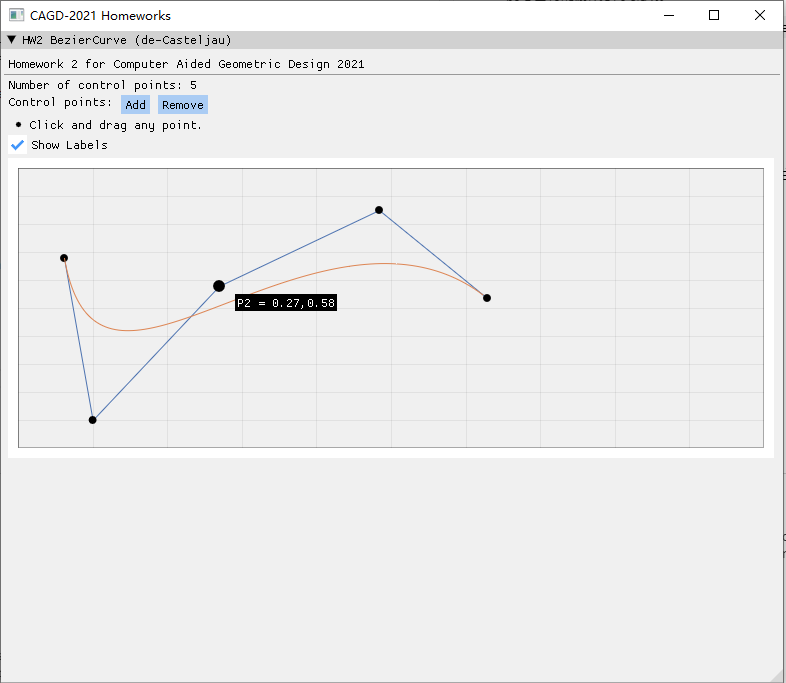 CAGD-2021 Homeworks
HW2 BezierCurve (de-Casteljau)
Homework 2 for Computer Aided Geometric Design 2021
Number of control points: 5
Control points: Add Remove
Click and drag any point.
Show Labels
P2 = 0.27,0.58